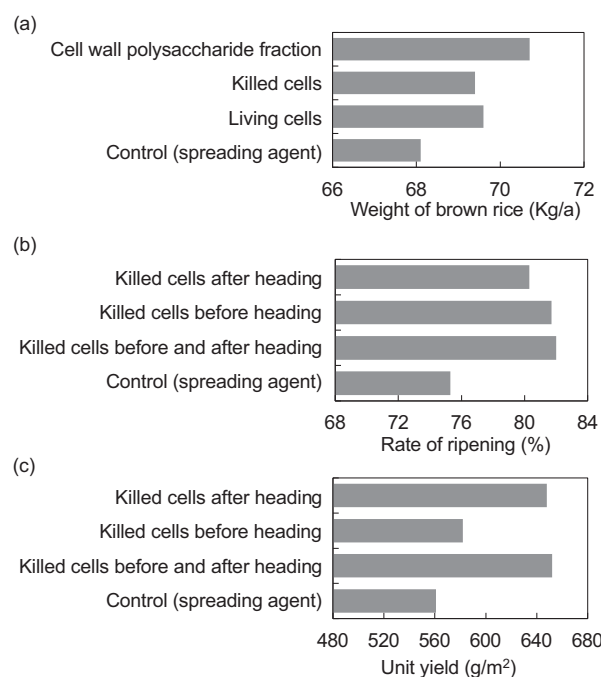 (a)
Cell wall polysaccharide fraction
Killed cells
Living cells
Control (spreading agent)
66 68 70 72
Weight of brown rice (Kg/a)
(b)
Killed cells after heading
Killed cells before heading
Killed cells before and after heading
Control (spreading agent)
68 72 76 80 84
Rate of ripening (%)
(c)
Killed cells after heading
Killed cells before heading
Killed cells before and after heading
Control (spreading agent)
480 520 560 600 640 680
Unit yield (g/m²)